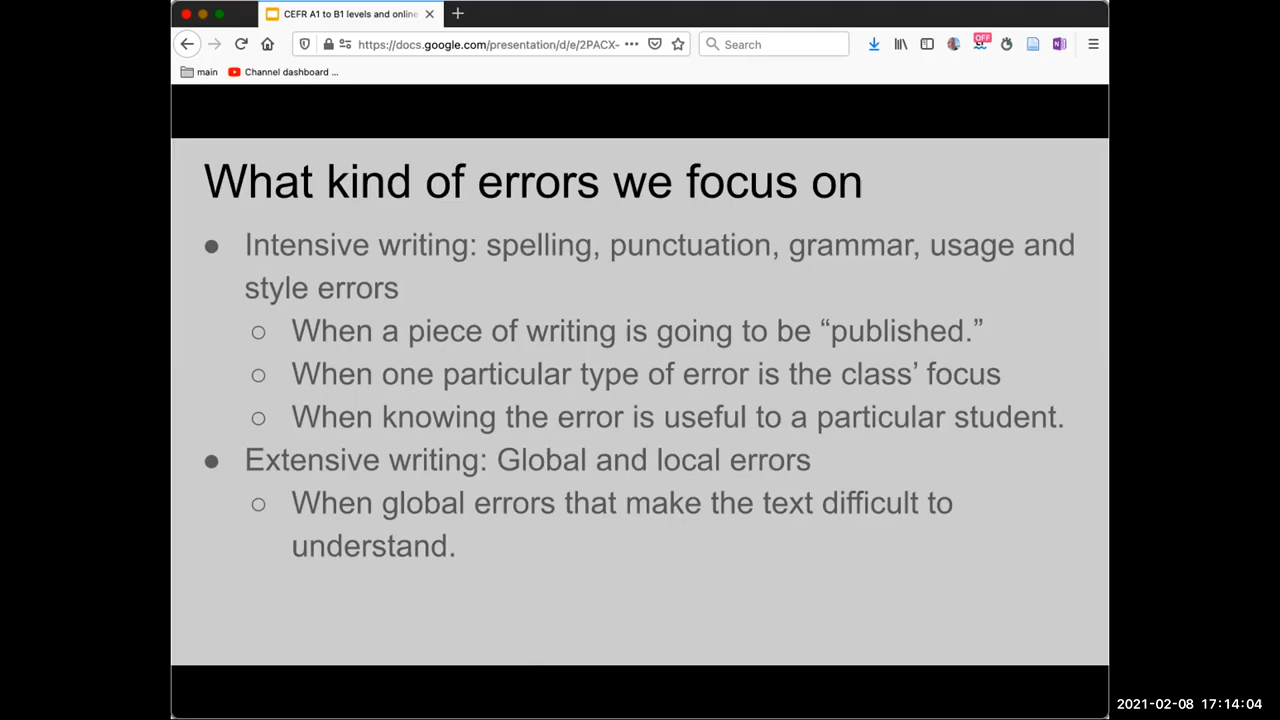 CEFR A1 to B1 levels and online
https://docs.google.com/presentation/d/e/2PACX-
Search
OFF
main
Channel dashboard ...
What kind of errors we focus on
● Intensive writing: spelling, punctuation, grammar, usage and
style errors
○ When a piece of writing is going to be “published.”
○ When one particular type of error is the class’ focus
○ When knowing the error is useful to a particular student.
● Extensive writing: Global and local errors
○ When global errors that make the text difficult to
understand.
2021-02-08 17:14:04